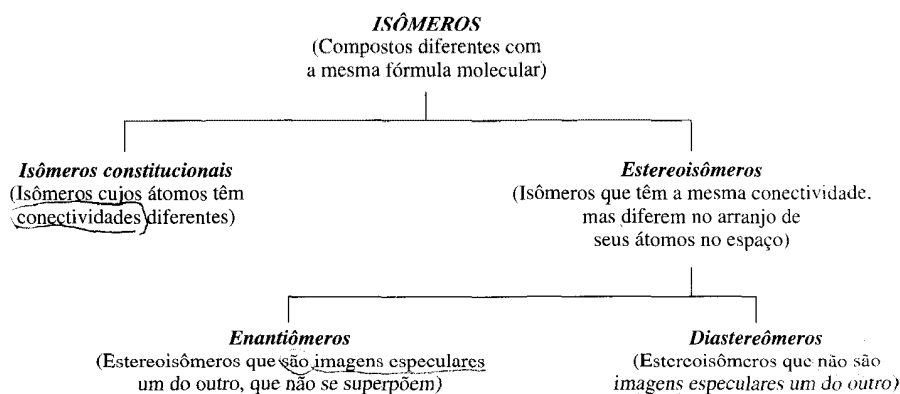 ISÔMEROS
(Compostos diferentes com
a mesma fórmula molecular)
Isômeros constitucionais
(Isômeros cujos átomos têm
conectividades diferentes)
Estereoisômeros
(Isômeros que têm a mesma conectividade.
mas diferem no arranjo de
seus átomos no espaço)
Enantiômeros
(Estereoisômeros que são imagens especulares
um do outro, que não se superpõem)
Diastereômeros
(Estereoisômeros que não são
imagens especulares um do outro)